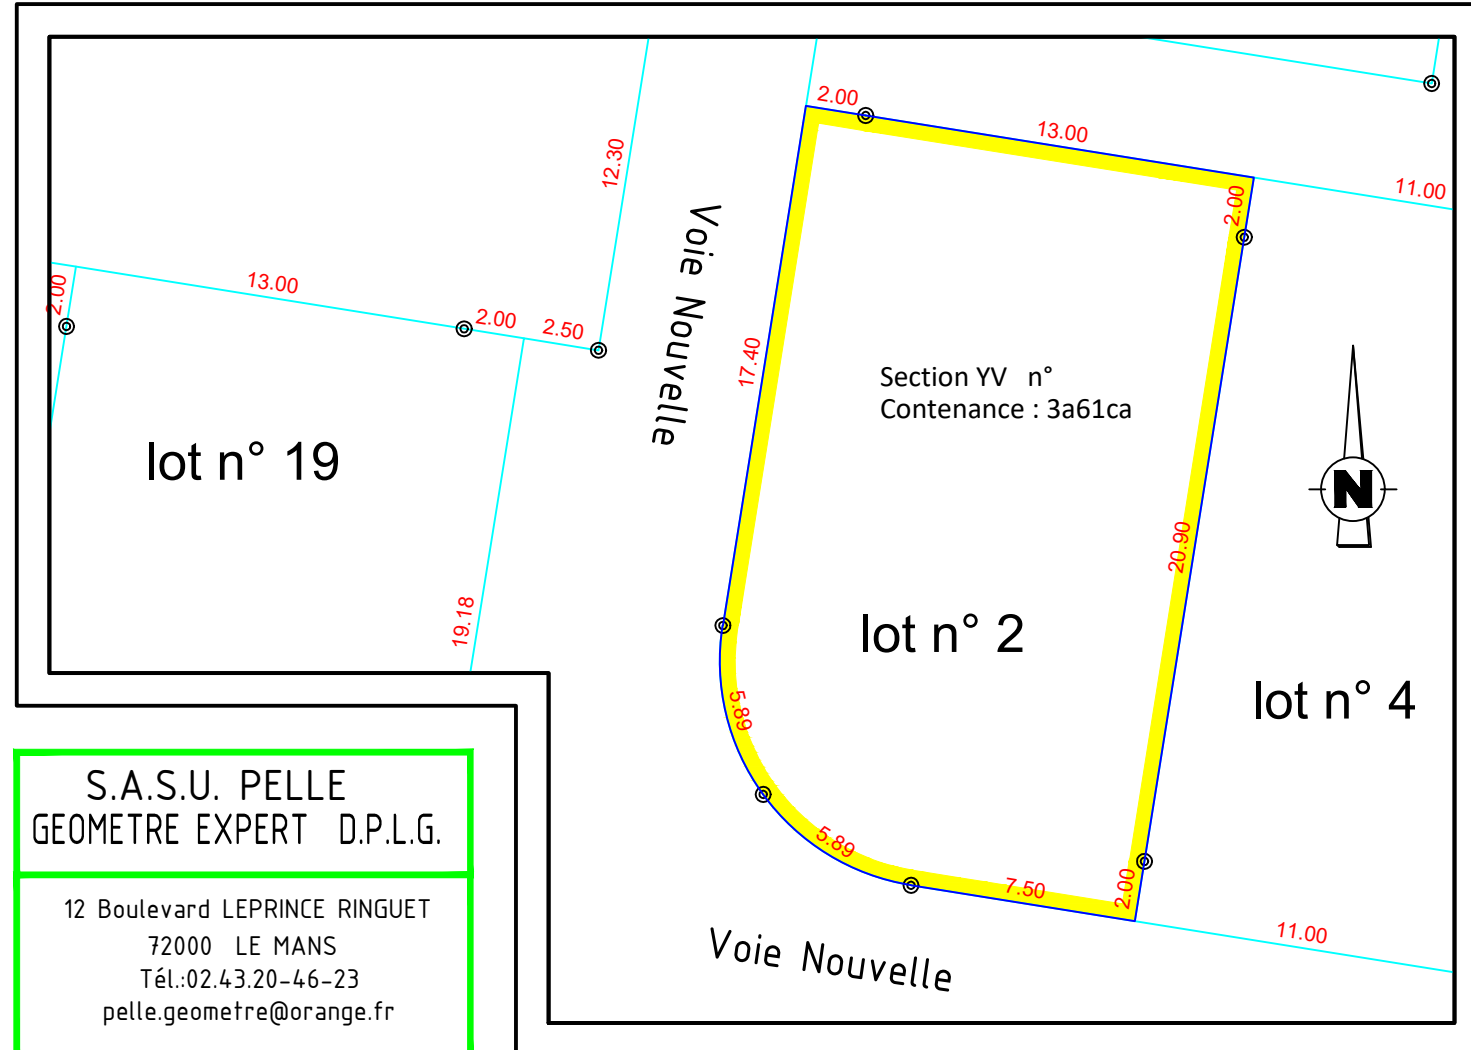 2.00
13.00
11.00
2.00
12.30
Voie Nouvelle
2.00
13.00
2.00
2.50
17.40
Section YV n°
Contenance : 3a61ca
N
lot n° 19
20.90
19.18
lot n° 2
lot n° 4
5.89
5.89
7.50
2.00
11.00
Voie Nouvelle
S.A.S.U. PELLE
GEOMETRE EXPERT D.P.L.G.
12 Boulevard LEPRINCE RINGUET
72000 LE MANS
Tél.:02.43.20-46-23
pelle.geometre@orange.fr